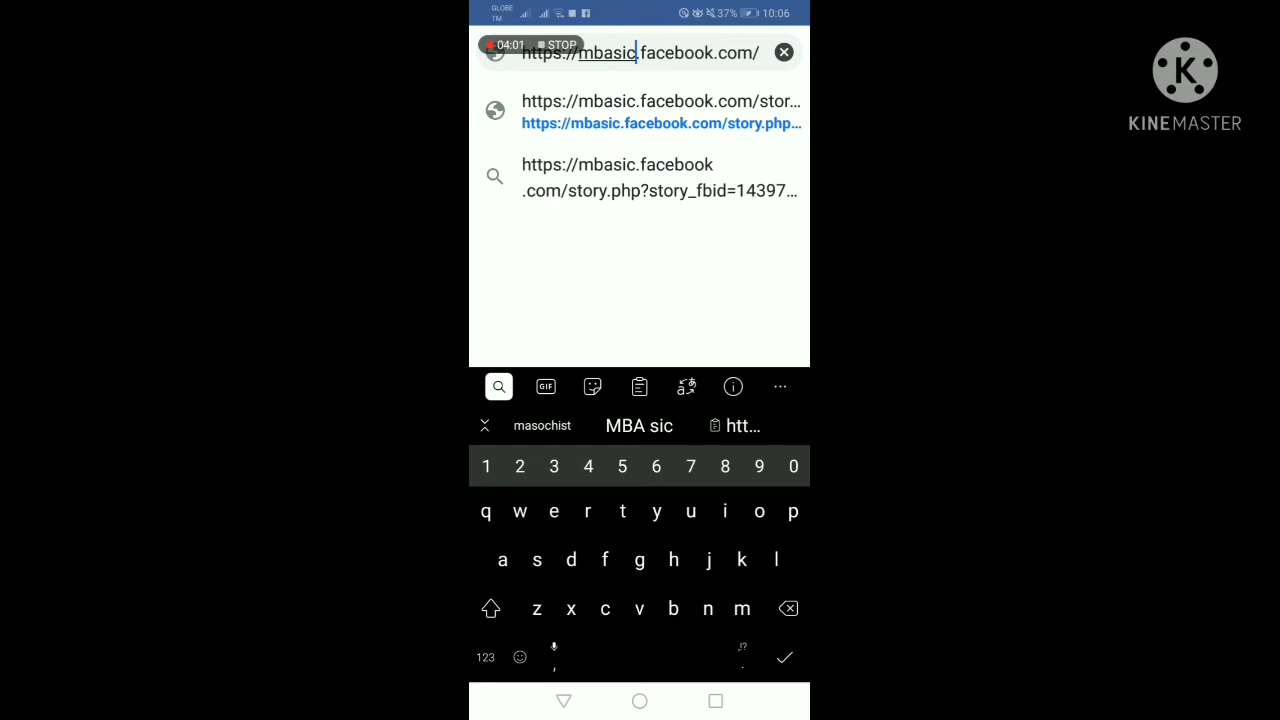 GLOBE
TM
37% 10:06
04:01 STOP
https://mbasic.facebook.com/
https://mbasic.facebook.com/stor...
https://mbasic.facebook.com/story.php...
https://mbasic.facebook
.com/story.php?story_fbid=14397...
K
KINEMASTER
GIF
masochist MBA sic htt...
1 2 3 4 5 6 7 8 9 0
q w e r t y u i o p
a s d f g h j k l
z x c v b n m
,!?
123 , .